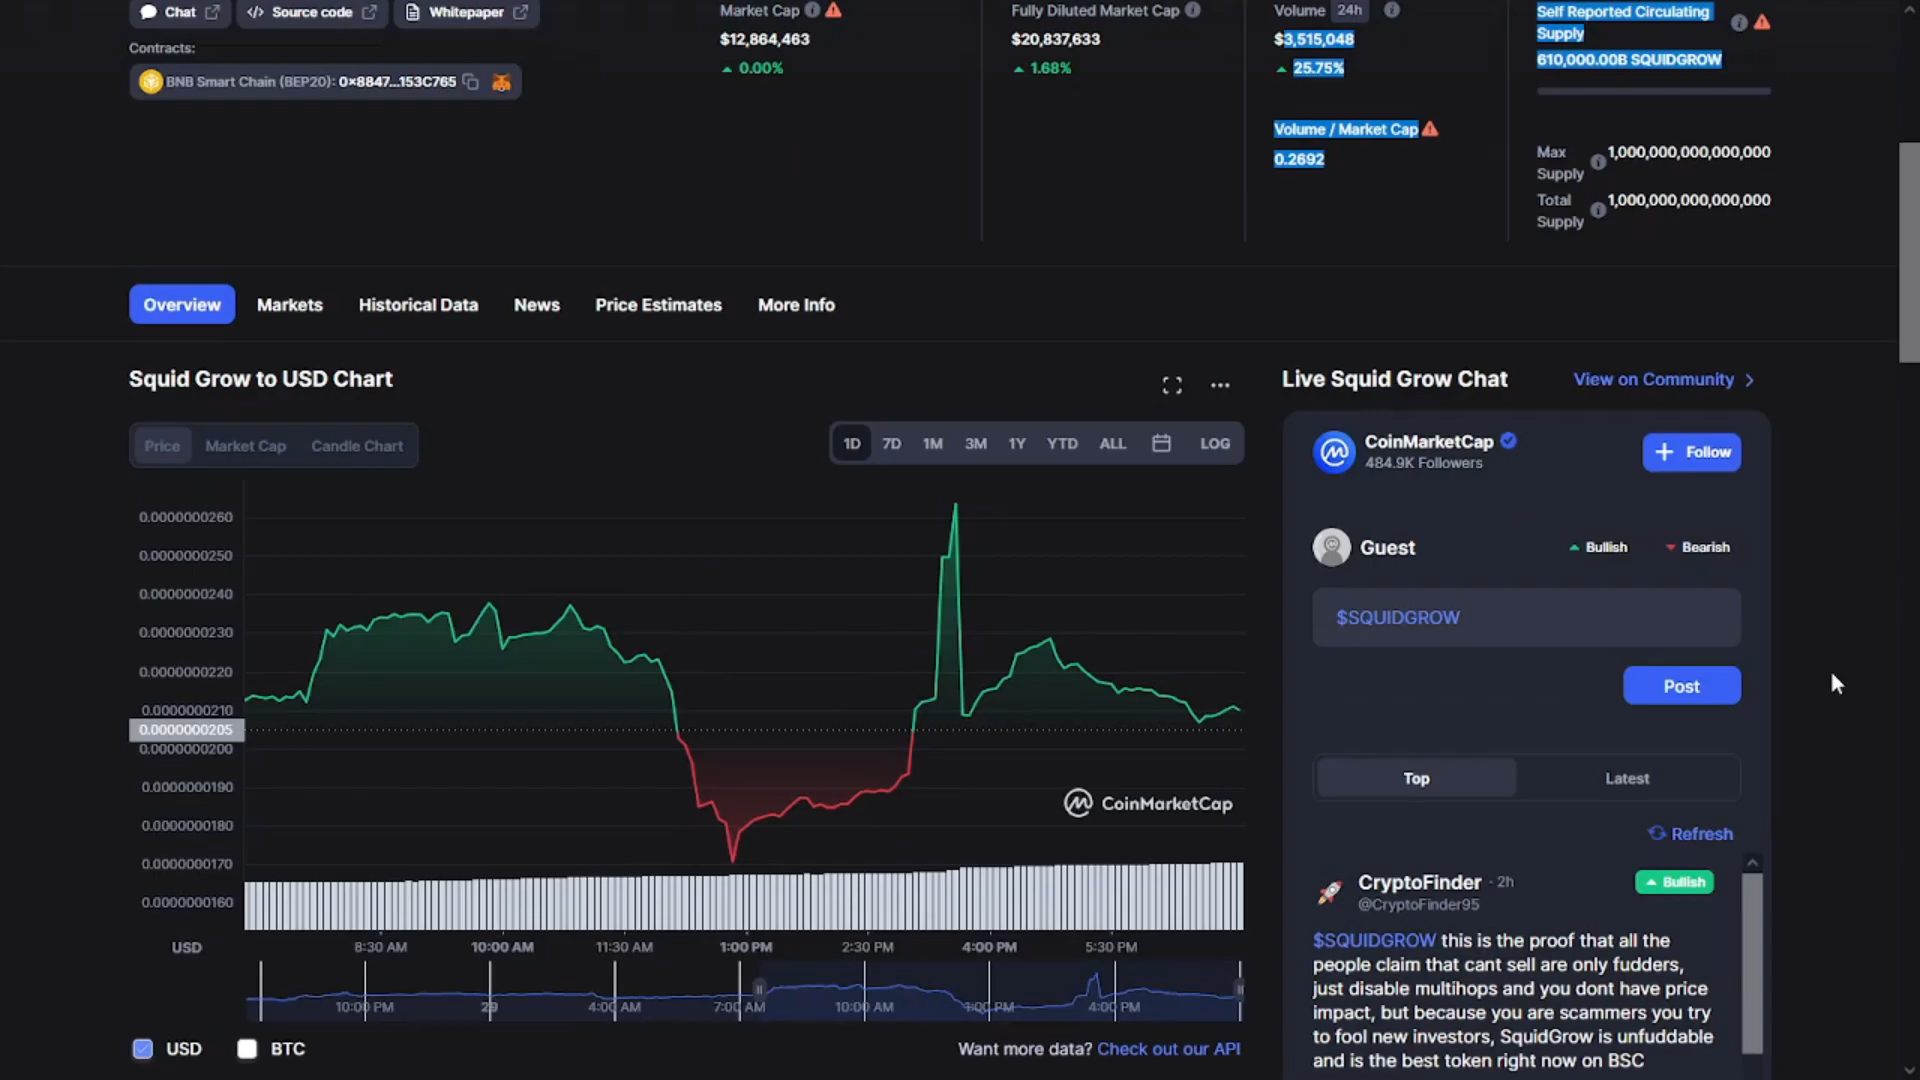 Chat
Source code
Whitepaper
Contracts:
BNB Smart Chain (BEP20): 0x8847...153C765
Market Cap
$12,864,463
0.00%
Fully Diluted Market Cap
$20,837,633
1.68%
Volume 24h
$3,515,048
25.75%
Volume / Market Cap
0.2692
Self Reported Circulating
Supply
610,000.00B SQUIDGROW
Max
Supply
1,000,000,000,000,000
Total
Supply
1,000,000,000,000,000
Overview
Markets
Historical Data
News
Price Estimates
More Info
Squid Grow to USD Chart
Price
Market Cap
Candle Chart
1D
7D
1M
3M
1Y
YTD
ALL
LOG
0.0000000260
0.0000000250
0.0000000240
0.0000000230
0.0000000220
0.0000000210
0.0000000205
0.0000000200
0.0000000190
0.0000000180
0.0000000170
0.0000000160
CoinMarketCap
USD
8:30 AM
10:00 AM
11:30 AM
1:00 PM
2:30 PM
4:00 PM
5:30 PM
10:00 PM
29
4:00 AM
7:00 AM
10:00 AM
1:00 PM
4:00 PM
USD
BTC
Want more data? Check out our API
Live Squid Grow Chat
View on Community
CoinMarketCap
484.9K Followers
Follow
Guest
Bullish
Bearish
$SQUIDGROW
Post
Top
Latest
Refresh
CryptoFinder · 2h
@CryptoFinder95
Bullish
$SQUIDGROW this is the proof that all the
people claim that cant sell are only fudders,
just disable multihops and you dont have price
impact, but because you are scammers you try
to fool new investors, SquidGrow is unfuddable
and is the best token right now on BSC